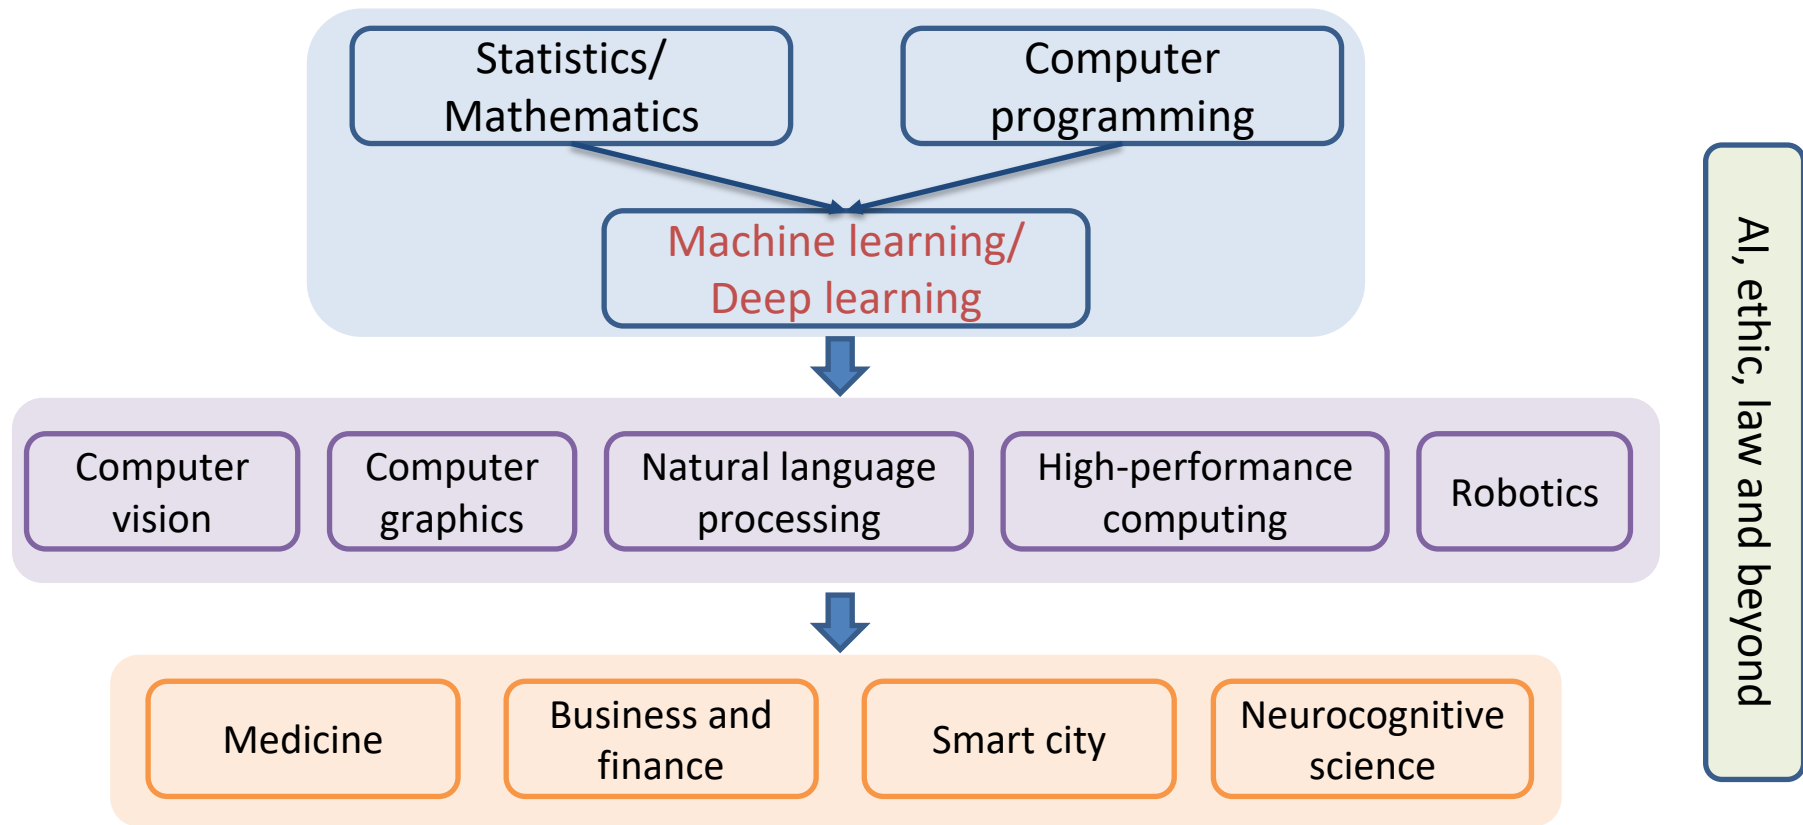 Statistics/
Mathematics
Computer
programming
Machine learning/
Deep learning
Computer
vision
Computer
graphics
Natural language
processing
High-performance
computing
Robotics
Medicine
Business and
finance
Smart city
Neurocognitive
science
AI, ethic, law and beyond